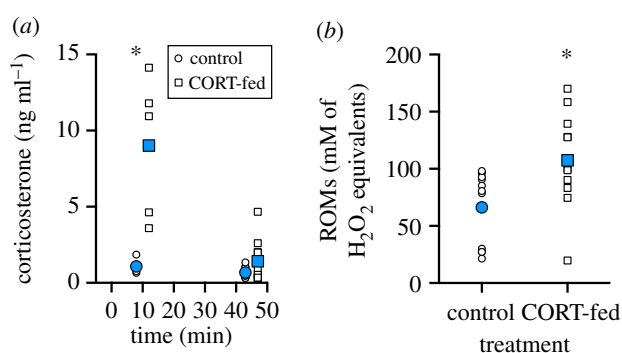 (a)
corticosterone (ng ml⁻¹)
15
10
5
0
*
control
CORT-fed
0 10 20 30 40 50
time (min)
(b)
ROMs (mM of
H₂O₂ equivalents)
200
150
100
50
0
*
control CORT-fed
treatment